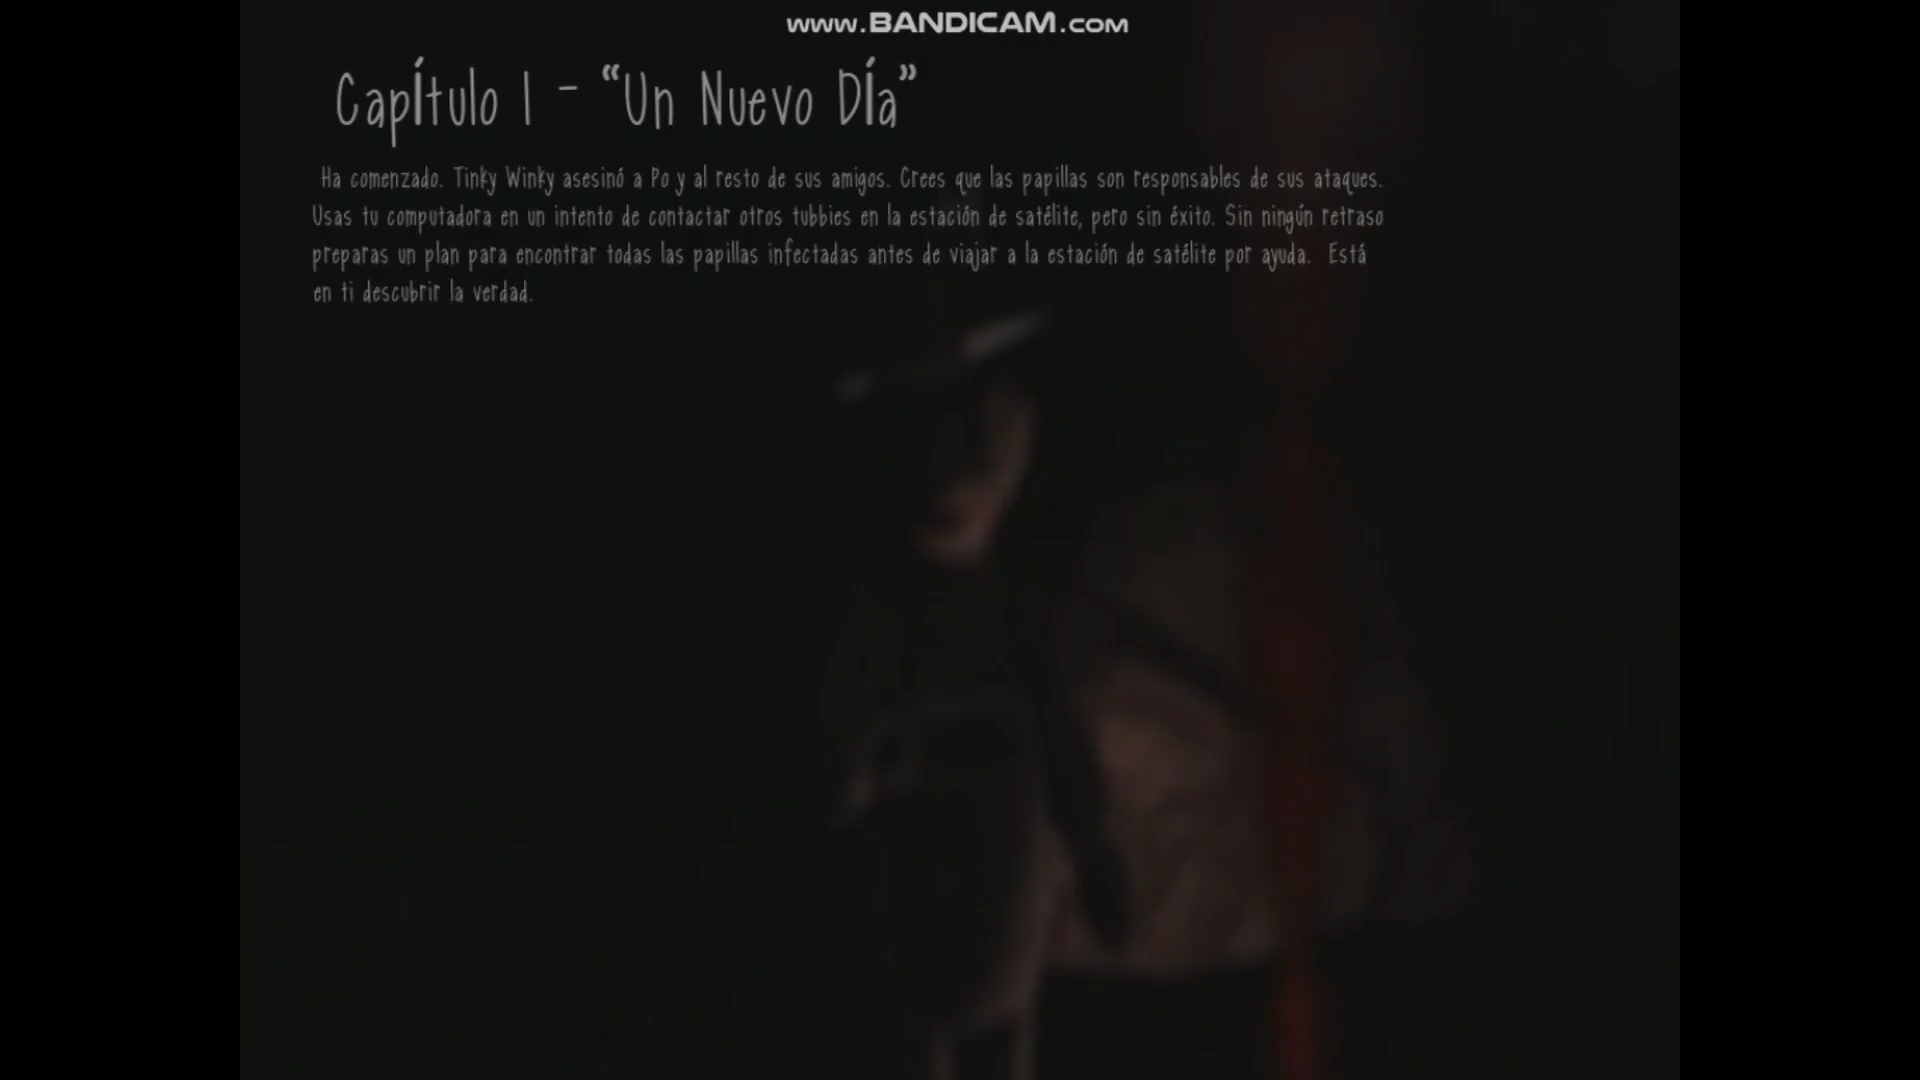 www.BANDICAM.com
Capítulo 1 - “Un Nuevo Día”
Ha comenzado. Tinky Winky asesinó a Po y al resto de sus amigos. Crees que las papillas son responsables de sus ataques.
Usas tu computadora en un intento de contactar otros tubbies en la estación de satélite, pero sin éxito. Sin ningún retraso
preparas un plan para encontrar todas las papillas infectadas antes de viajar a la estación de satélite por ayuda. Está
en ti descubrir la verdad.